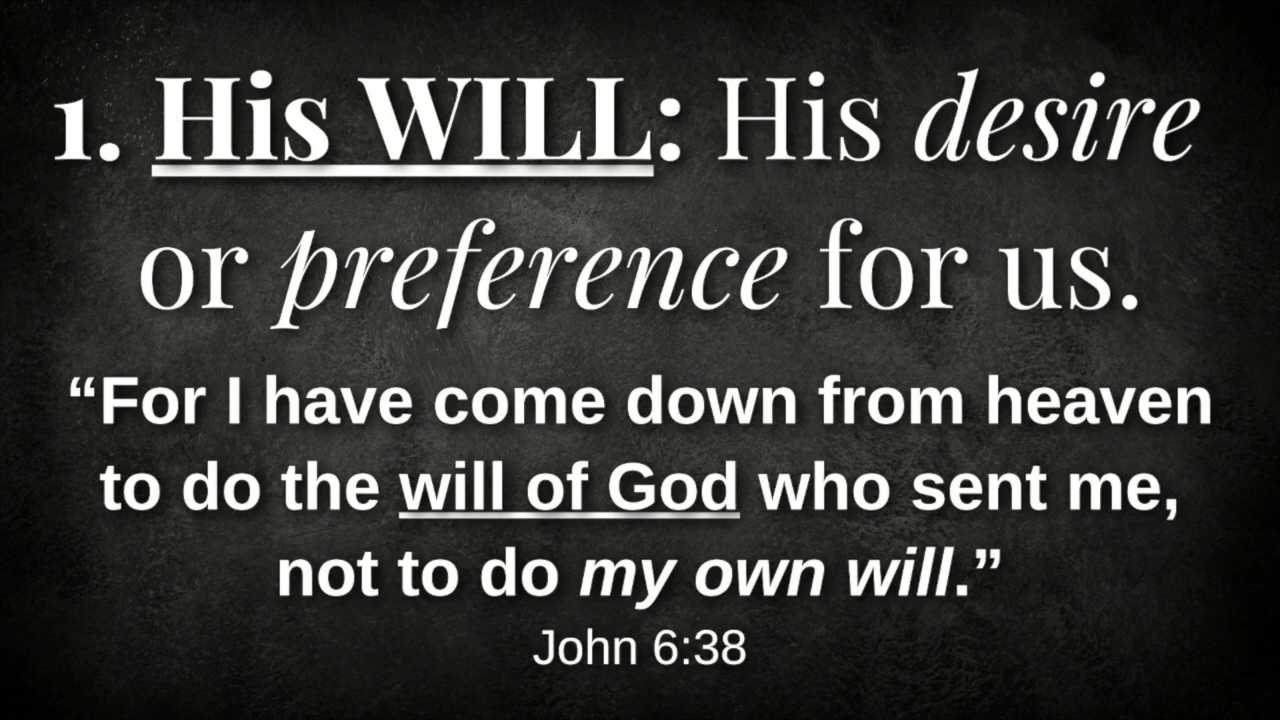 1. His WILL: His desire
or preference for us.
“For I have come down from heaven
to do the will of God who sent me,
not to do my own will.”
John 6:38